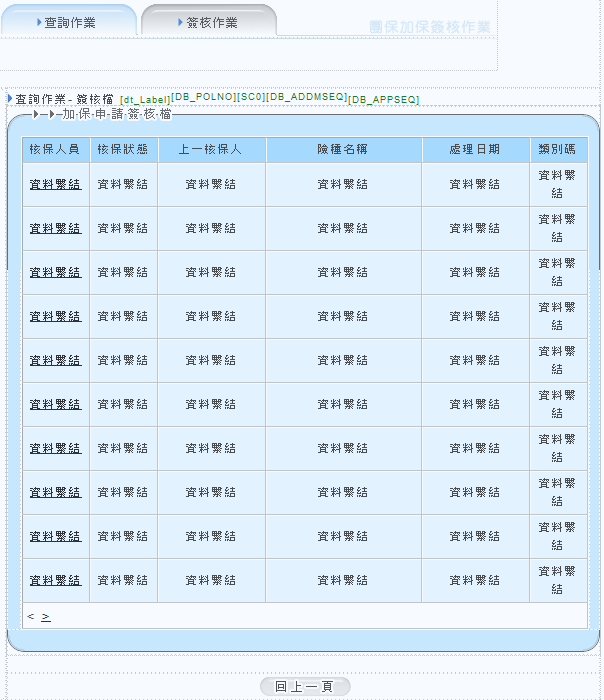 查詢作業 簽核作業
團保加保簽核作業
查詢作業 - 簽核檔 [dt_Label][DB_POLNO][SC0][DB_ADDMSEQ][DB_APPSEQ]
加保申請簽核檔
核保人員 核保狀態 上一核保人 險種名稱 處理日期 類別碼
資料繫結 資料繫結 資料繫結 資料繫結 資料繫結 資料繫
結
資料繫結 資料繫結 資料繫結 資料繫結 資料繫結 資料繫
結
資料繫結 資料繫結 資料繫結 資料繫結 資料繫結 資料繫
結
資料繫結 資料繫結 資料繫結 資料繫結 資料繫結 資料繫
結
資料繫結 資料繫結 資料繫結 資料繫結 資料繫結 資料繫
結
資料繫結 資料繫結 資料繫結 資料繫結 資料繫結 資料繫
結
資料繫結 資料繫結 資料繫結 資料繫結 資料繫結 資料繫
結
資料繫結 資料繫結 資料繫結 資料繫結 資料繫結 資料繫
結
資料繫結 資料繫結 資料繫結 資料繫結 資料繫結 資料繫
結
資料繫結 資料繫結 資料繫結 資料繫結 資料繫結 資料繫
結
< >
回上一頁